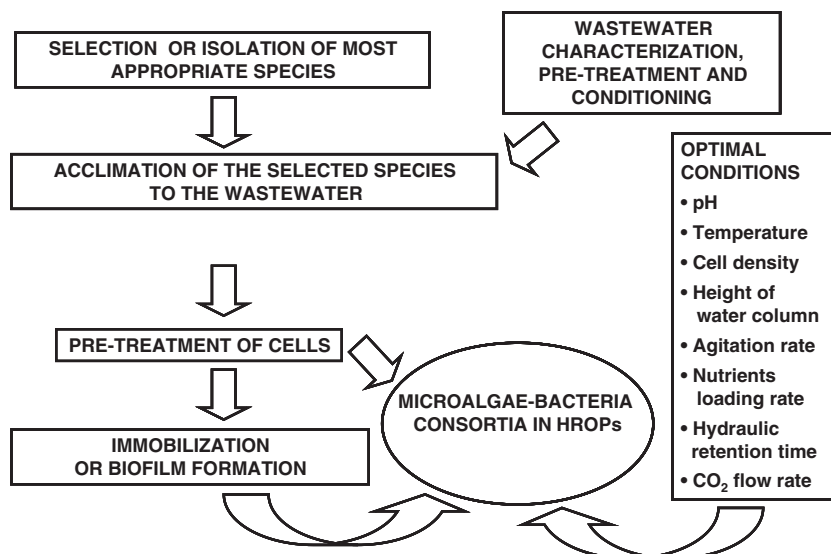 SELECTION OR ISOLATION OF MOST
APPROPRIATE SPECIES
WASTEWATER
CHARACTERIZATION,
PRE-TREATMENT AND
CONDITIONING
ACCLIMATION OF THE SELECTED SPECIES
TO THE WASTEWATER
PRE-TREATMENT OF CELLS
IMMOBILIZATION
OR BIOFILM FORMATION
MICROALGAE-BACTERIA
CONSORTIA IN HROPs
OPTIMAL
CONDITIONS
• pH
• Temperature
• Cell density
• Height of
water column
• Agitation rate
• Nutrients
loading rate
• Hydraulic
retention time
• CO₂ flow rate